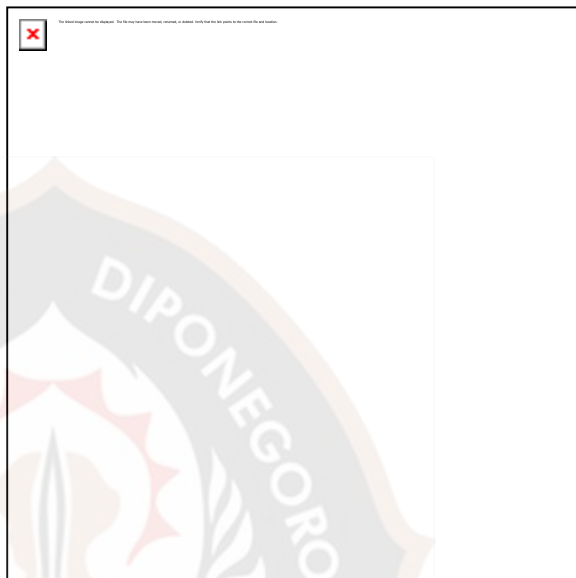 The linked image cannot be displayed. The file may have been moved, renamed, or deleted. Verify that the link points to the correct file and location.
DIPONEGORO